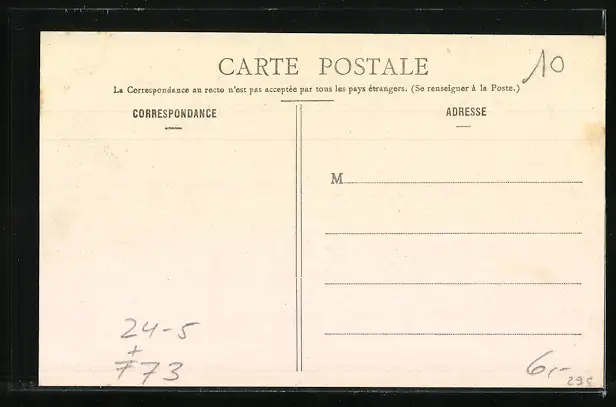 CARTE POSTALE
10
La Correspondance au recto n'est pas acceptée par tous les pays étrangers. (Se renseigner à la Poste.)
CORRESPONDANCE
ADRESSE
M
24-5
+
773
6,-
295